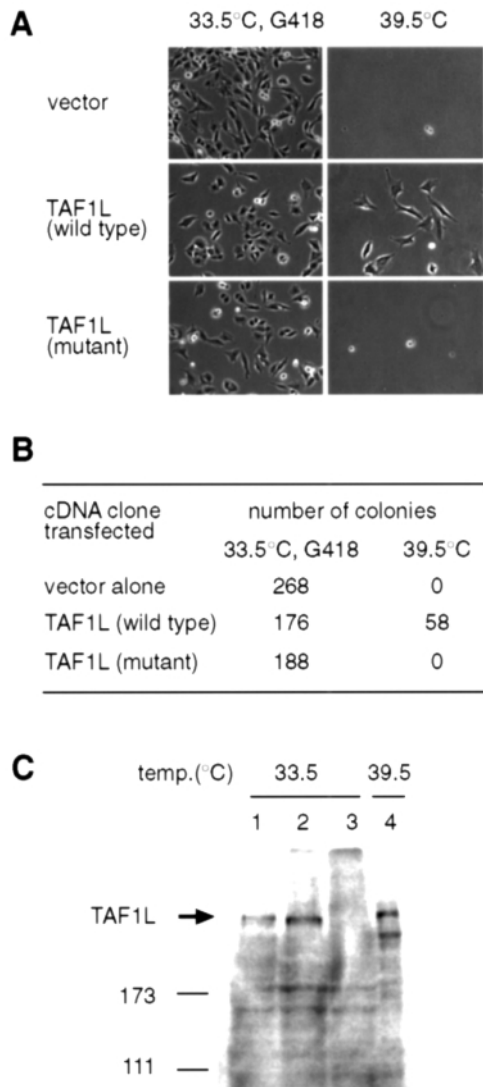 A
33.5°C, G418 39.5°C
vector
TAF1L
(wild type)
TAF1L
(mutant)
B
cDNA clone
transfected
number of colonies
33.5°C, G418 39.5°C
vector alone 268 0
TAF1L (wild type) 176 58
TAF1L (mutant) 188 0
C
temp.(°C) 33.5 39.5
1 2 3 4
TAF1L
173
111